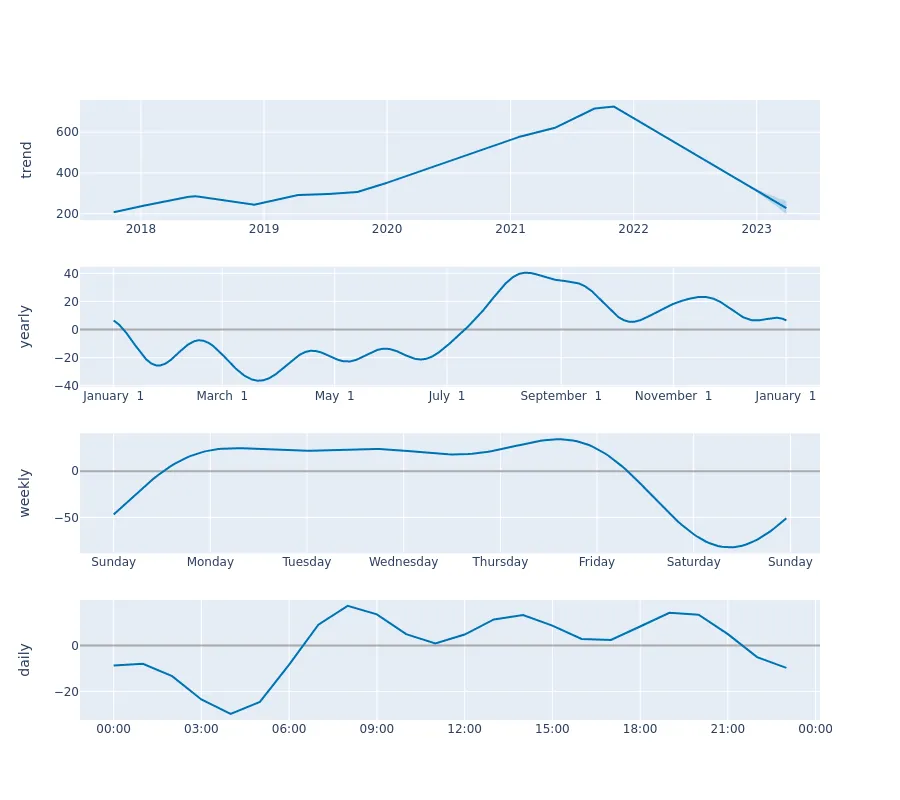 trend
600
400
200
2018 2019 2020 2021 2022 2023
yearly
40
20
0
−20
−40
January 1 March 1 May 1 July 1 September 1 November 1 January 1
weekly
0
−50
Sunday Monday Tuesday Wednesday Thursday Friday Saturday Sunday
daily
0
−20
00:00 03:00 06:00 09:00 12:00 15:00 18:00 21:00 00:00